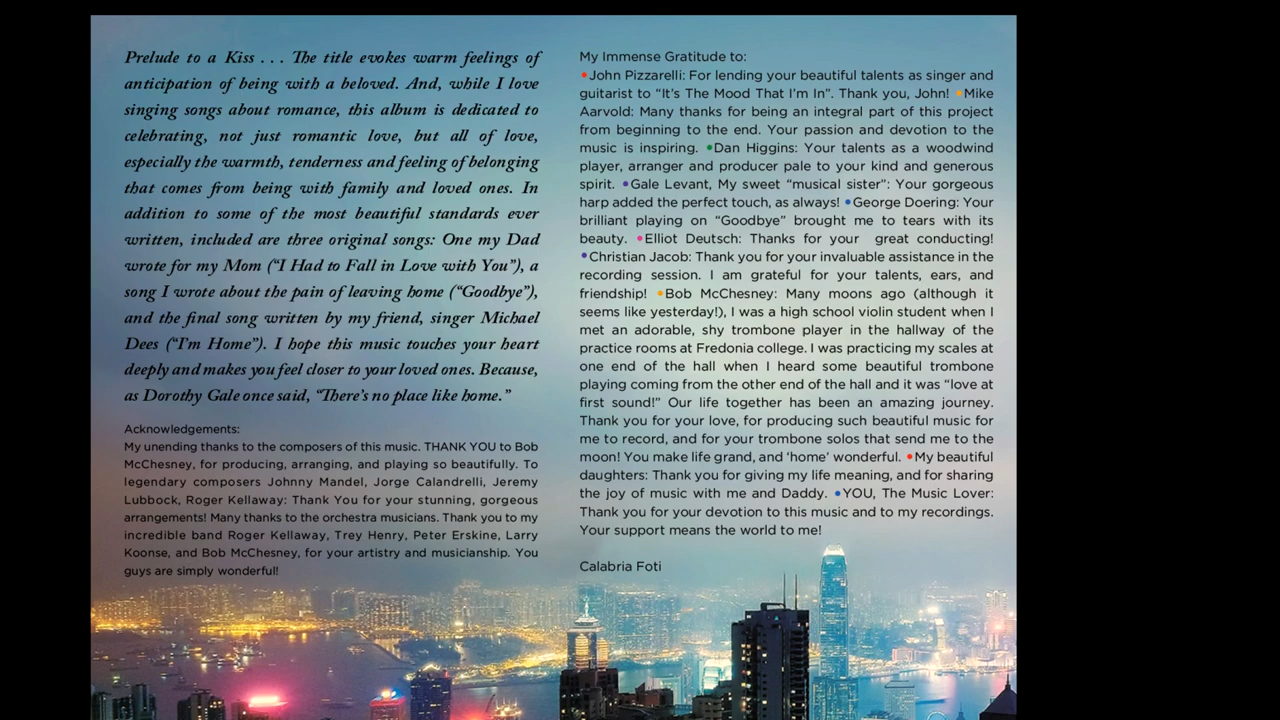 Prelude to a Kiss . . . The title evokes warm feelings of
anticipation of being with a beloved. And, while I love
singing songs about romance, this album is dedicated to
celebrating, not just romantic love, but all of love,
especially the warmth, tenderness and feeling of belonging
that comes from being with family and loved ones. In
addition to some of the most beautiful standards ever
written, included are three original songs: One my Dad
wrote for my Mom (“I Had to Fall in Love with You”), a
song I wrote about the pain of leaving home (“Goodbye”),
and the final song written by my friend, singer Michael
Dees (“I’m Home”). I hope this music touches your heart
deeply and makes you feel closer to your loved ones. Because,
as Dorothy Gale once said, “There’s no place like home.”
Acknowledgements:
My unending thanks to the composers of this music. THANK YOU to Bob
McChesney, for producing, arranging, and playing so beautifully. To
legendary composers Johnny Mandel, Jorge Calandrelli, Jeremy
Lubbock, Roger Kellaway: Thank You for your stunning, gorgeous
arrangements! Many thanks to the orchestra musicians. Thank you to my
incredible band Roger Kellaway, Trey Henry, Peter Erskine, Larry
Koonse, and Bob McChesney, for your artistry and musicianship. You
guys are simply wonderful!
My Immense Gratitude to:
•John Pizzarelli: For lending your beautiful talents as singer and
guitarist to “It’s The Mood That I’m In”. Thank you, John! •Mike
Aarvold: Many thanks for being an integral part of this project
from beginning to the end. Your passion and devotion to the
music is inspiring. •Dan Higgins: Your talents as a woodwind
player, arranger and producer pale to your kind and generous
spirit. •Gale Levant, My sweet “musical sister”: Your gorgeous
harp added the perfect touch, as always! •George Doering: Your
brilliant playing on “Goodbye” brought me to tears with its
beauty. •Elliot Deutsch: Thanks for your great conducting!
•Christian Jacob: Thank you for your invaluable assistance in the
recording session. I am grateful for your talents, ears, and
friendship! •Bob McChesney: Many moons ago (although it
seems like yesterday!), I was a high school violin student when I
met an adorable, shy trombone player in the hallway of the
practice rooms at Fredonia college. I was practicing my scales at
one end of the hall when I heard some beautiful trombone
playing coming from the other end of the hall and it was “love at
first sound!” Our life together has been an amazing journey.
Thank you for your love, for producing such beautiful music for
me to record, and for your trombone solos that send me to the
moon! You make life grand, and ‘home’ wonderful. •My beautiful
daughters: Thank you for giving my life meaning, and for sharing
the joy of music with me and Daddy. •YOU, The Music Lover:
Thank you for your devotion to this music and to my recordings.
Your support means the world to me!
Calabria Foti